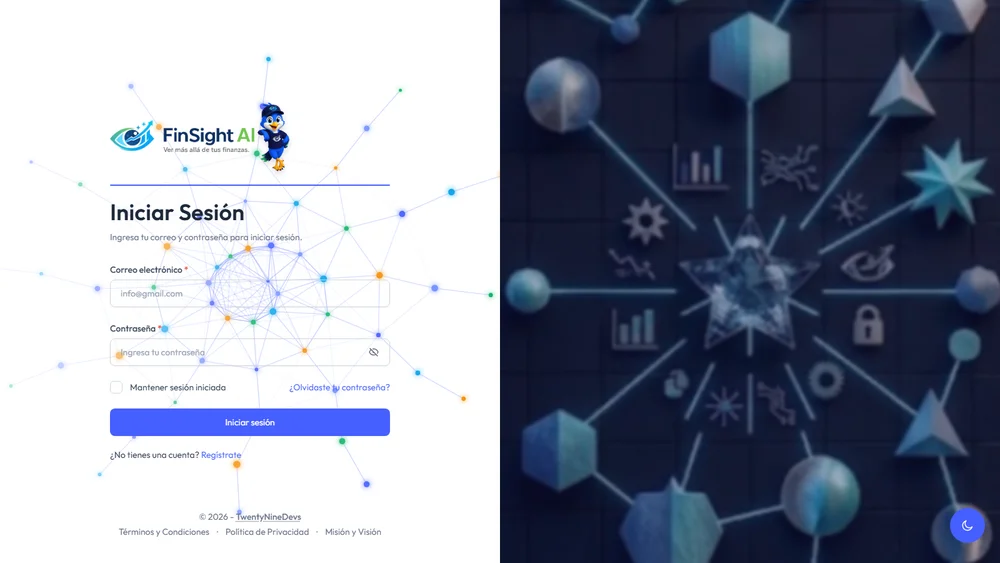 FinSight AI
Ver más allá de tus finanzas.
Iniciar Sesión
Ingresa tu correo y contraseña para iniciar sesión.
Correo electrónico *
info@gmail.com
Contraseña *
Ingresa tu contraseña
Mantener sesión iniciada ¿Olvidaste tu contraseña?
Iniciar sesión
¿No tienes una cuenta? Regístrate
© 2026 - TwentyNineDevs
Términos y Condiciones · Política de Privacidad · Misión y Visión